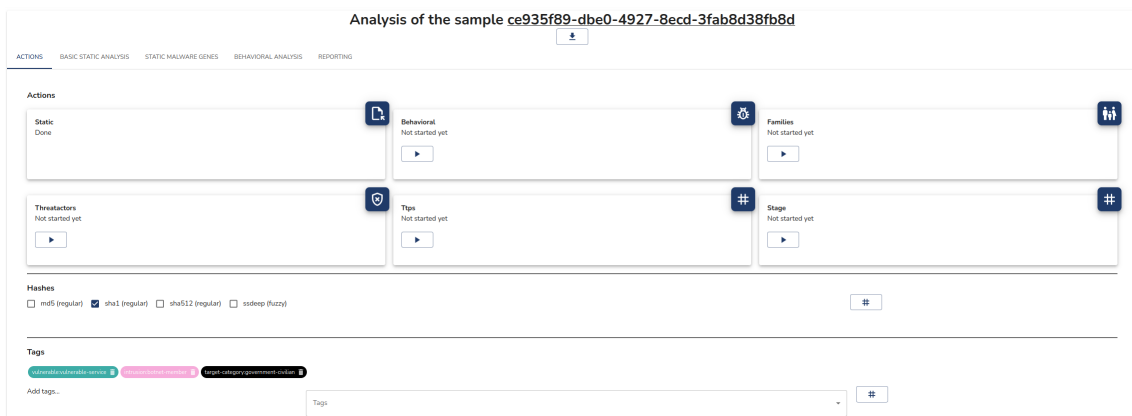 Analysis of the sample ce935f89-dbe0-4927-8ecd-3fab8d38fb8d
ACTIONS BASIC STATIC ANALYSIS STATIC MALWARE GENES BEHAVIORAL ANALYSIS REPORTING
Actions
Static
Done
Behavioral
Not started yet
Families
Not started yet
Threatactors
Not started yet
Ttps
Not started yet
Stage
Not started yet
Hashes
md5 (regular) sha1 (regular) sha512 (regular) ssdeep (fuzzy)
#
Tags
vulnerable:vulnerable-service target-category:government-civilien
Add tags...
Tags
#